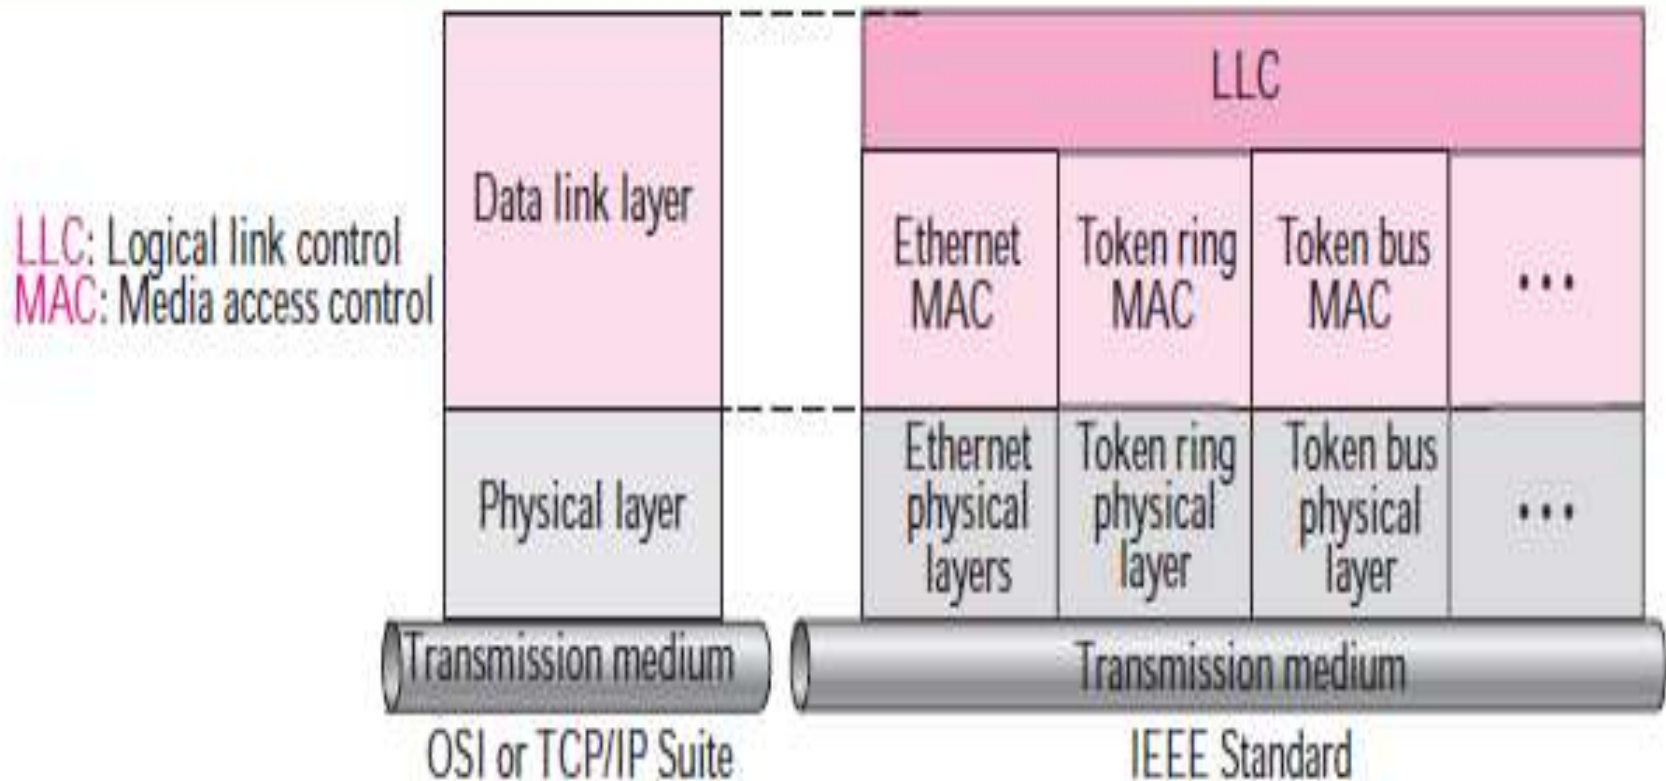 LLC: Logical link control
MAC: Media access control
Data link layer
Physical layer
Transmission medium
OSI or TCP/IP Suite
LLC
Ethernet
MAC
Token ring
MAC
Token bus
MAC
...
Ethernet
physical
layers
Token ring
physical
layer
Token bus
physical
layer
...
Transmission medium
IEEE Standard